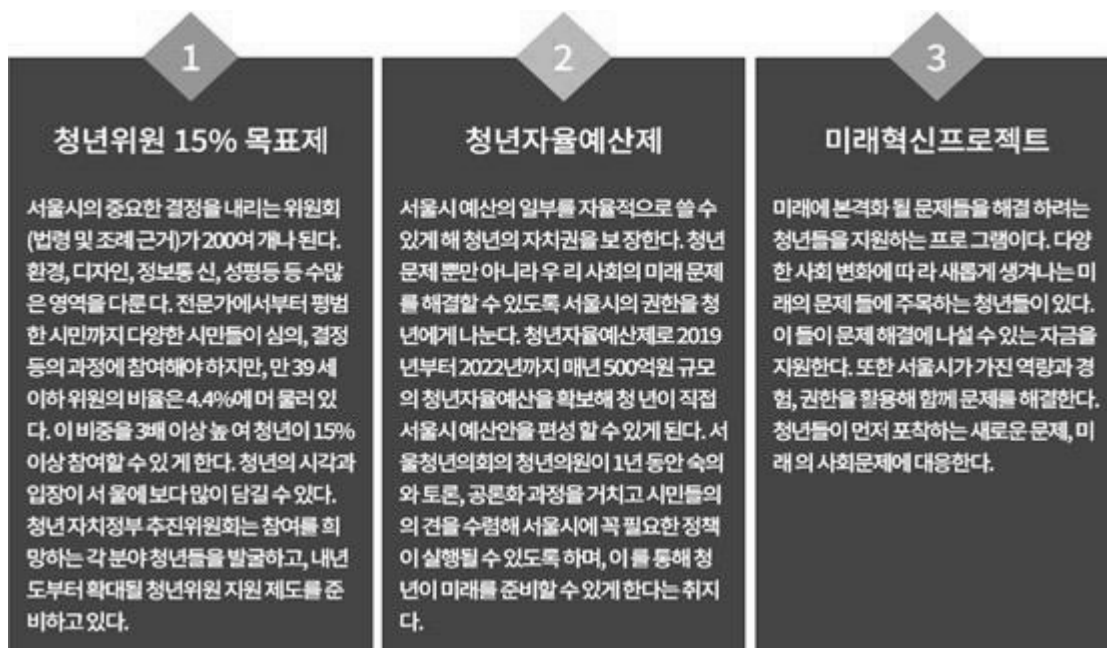 1
청년위원 15% 목표제
서울시의 중요한 결정을 내리는 위원회
(법령 및 조례 근거)가 200여 개나 된다.
환경, 디자인, 정보통 신, 성평등 등 수많
은 영역을 다룬 다. 전문가에서부터 평범
한 시민까지 다양한 시민들이 심의, 결정
등의 과정에 참여해야 하지만, 만 39 세
이하 위원의 비율은 4.4%에 머 물러 있
다. 이 비중을 3배 이상 높 여 청년이 15%
이상 참여할 수 있 게 한다. 청년의 시각과
입장이 서 울에 보다 많이 담길 수 있다.
청년 자치정부 추진위원회는 참여를 희
망하는 각 분야 청년들을 발굴하고, 내년
도부터 확대될 청년위원 지원 제도를 준
비하고 있다.
2
청년자율예산제
서울시 예산의 일부를 자율적으로 쓸 수
있게 해 청년의 자치권을 보 장한다. 청년
문제 뿐만 아니라 우 리 사회의 미래 문제
를 해결할 수 있도록 서울시의 권한을 청
년에게 나눈다. 청년자율예산제로 2019
년부터 2022년까지 매년 500억원 규모
의 청년자율예산을 확보해 청 년이 직접
서울시 예산안을 편성 할 수 있게 된다. 서
울청년의회의 청년의원이 1년 동안 숙의
와 토론, 공론화 과정을 거치고 시민들의
의 견을 수렴해 서울시에 꼭 필요한 정책
이 실행될 수 있도록 하며, 이 를 통해 청
년이 미래를 준비할 수 있게 한다는 취지
다.
3
미래혁신프로젝트
미래에 본격화 될 문제들을 해결 하려는
청년들을 지원하는 프로 그램이다. 다양
한 사회 변화에 따 라 새롭게 생겨나는 미
래의 문제 들에 주목하는 청년들이 있다.
이 들이 문제 해결에 나설 수 있는 자금을
지원한다. 또한 서울시가 가진 역량과 경
험, 권한을 활용해 함께 문제를 해결한다.
청년들이 먼저 포착하는 새로운 문제, 미
래 의 사회문제에 대응한다.